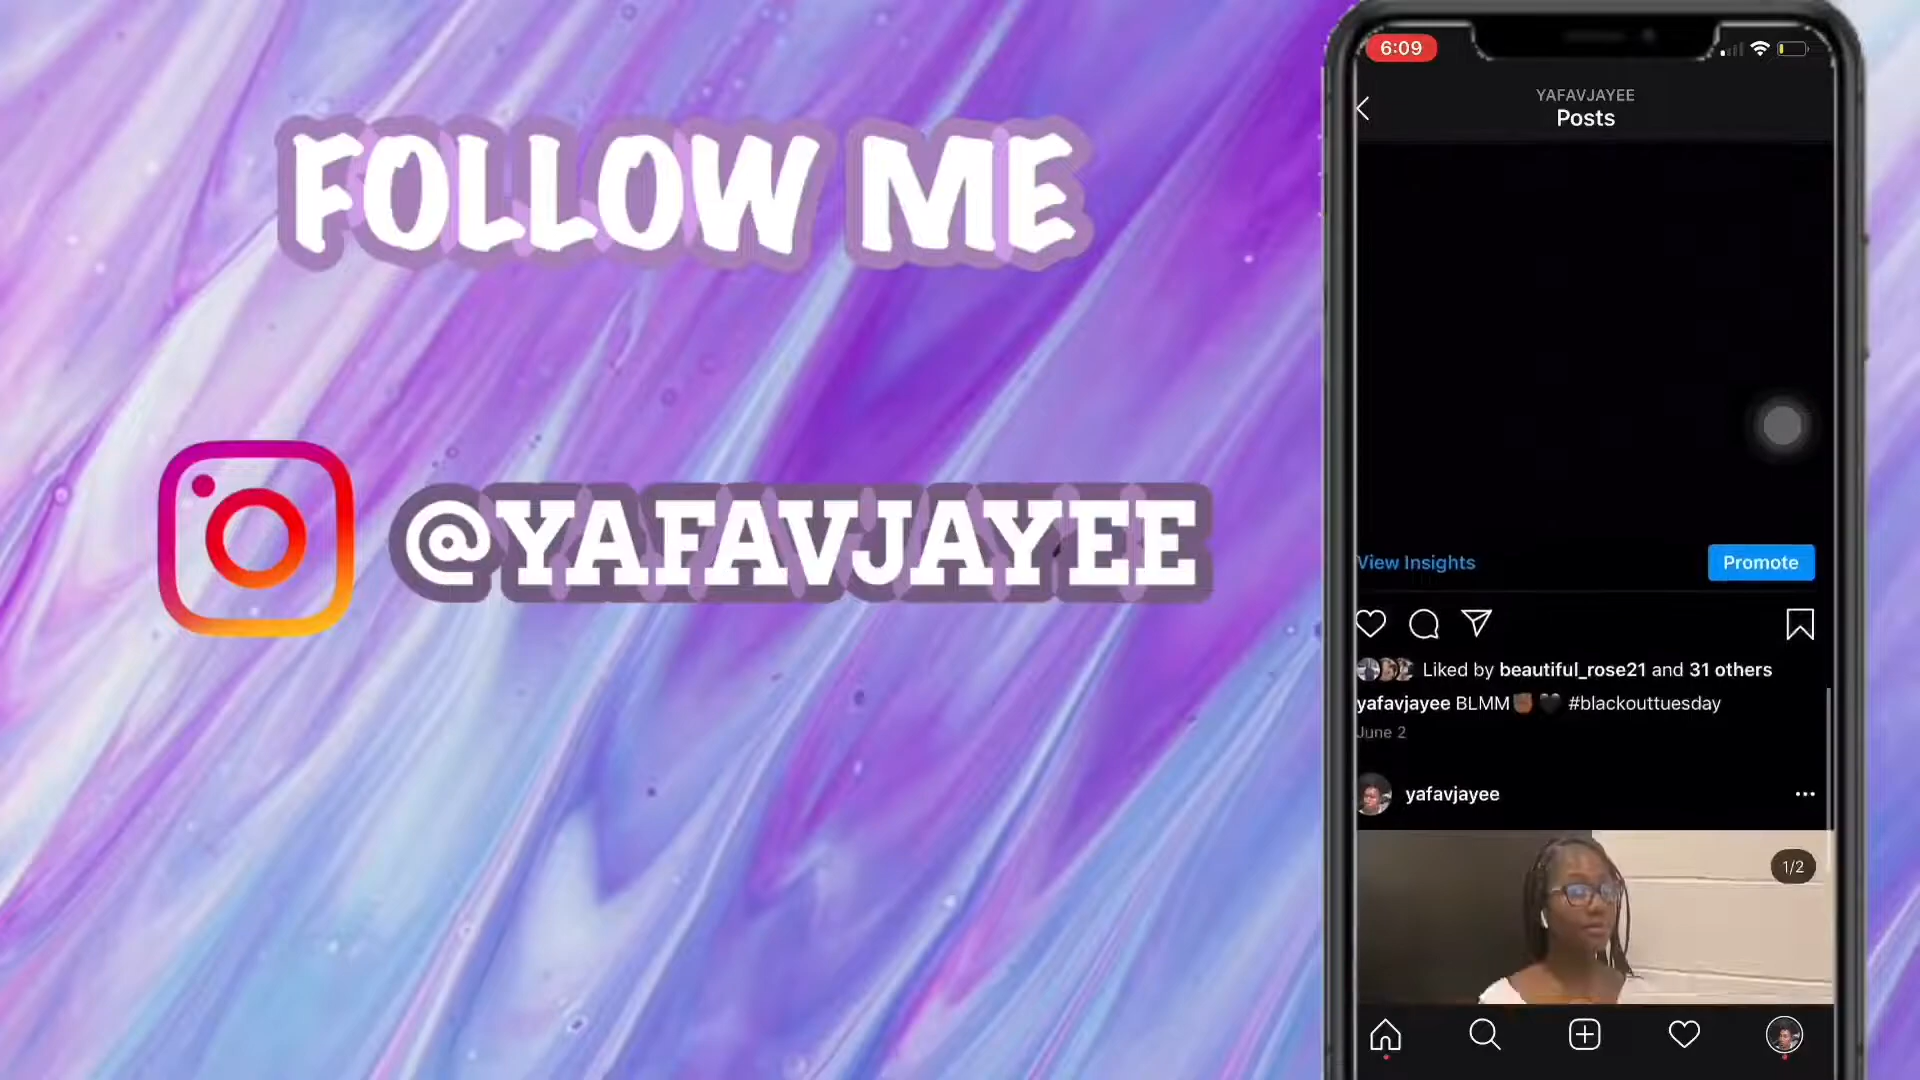 FOLLOW ME
@YAFAVJAYEE
6:09
YAFAVJAYEE
Posts
View Insights
Promote
Liked by beautiful_rose21 and 31 others
yafavjayee BLMM✊🏾🖤 #blackouttuesday
June 2
yafavjayee
1/2